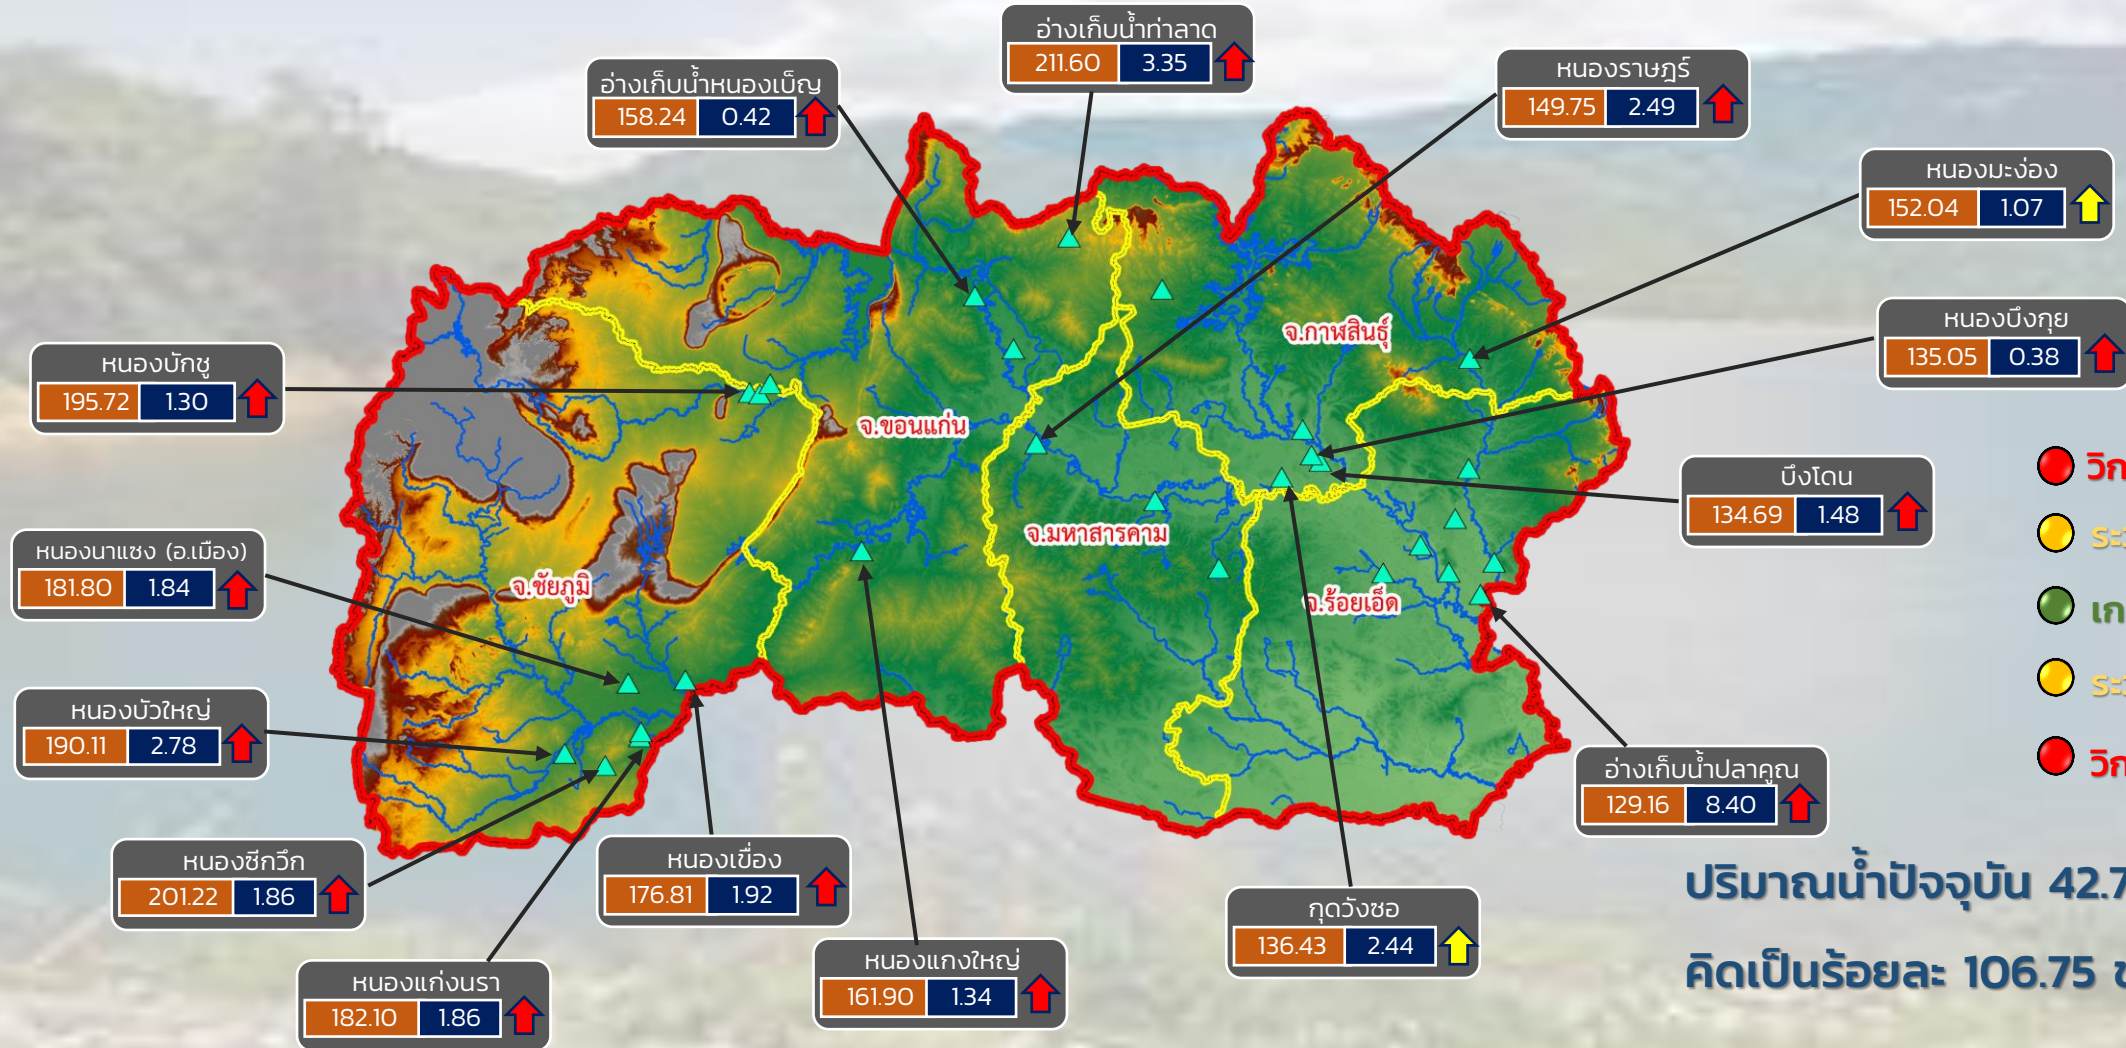 อ่างเก็บน้ำท่าลาด
211.60 3.35
อ่างเก็บน้ำหนองเบ็ญ
158.24 0.42
หนองราษฎร์
149.75 2.49
หนองมะง่อง
152.04 1.07
หนองบึงกุย
135.05 0.38
หนองบักชู
195.72 1.30
จ.กาฬสินธุ์
จ.ขอนแก่น
บึงโดน
134.69 1.48
จ.มหาสารคาม
จ.ร้อยเอ็ด
จ.ชัยภูมิ
หนองนาแซง (อ.เมือง)
181.80 1.84
หนองบัวใหญ่
190.11 2.78
อ่างเก็บน้ำปลาคูณ
129.16 8.40
หนองซีกวึก
201.22 1.86
หนองเขื่อง
176.81 1.92
กุดวังซอ
136.43 2.44
หนองแกงใหญ่
161.90 1.34
หนองแก่งนรา
182.10 1.86
วิก
ระ
เก
ระ
วิก
ปริมาณน้ำปัจจุบัน 42.7
คิดเป็นร้อยละ 106.75